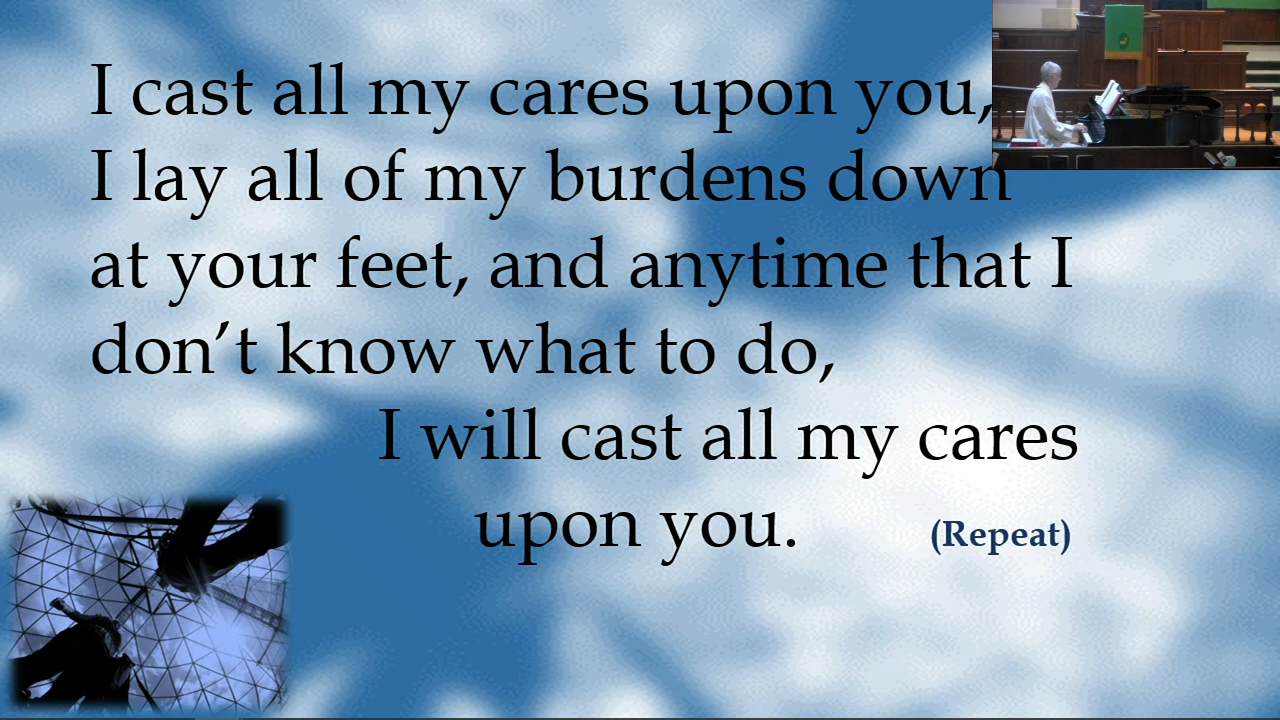 I cast all my cares upon you,
I lay all of my burdens down
at your feet, and anytime that I
don’t know what to do,
I will cast all my cares
upon you. (Repeat)